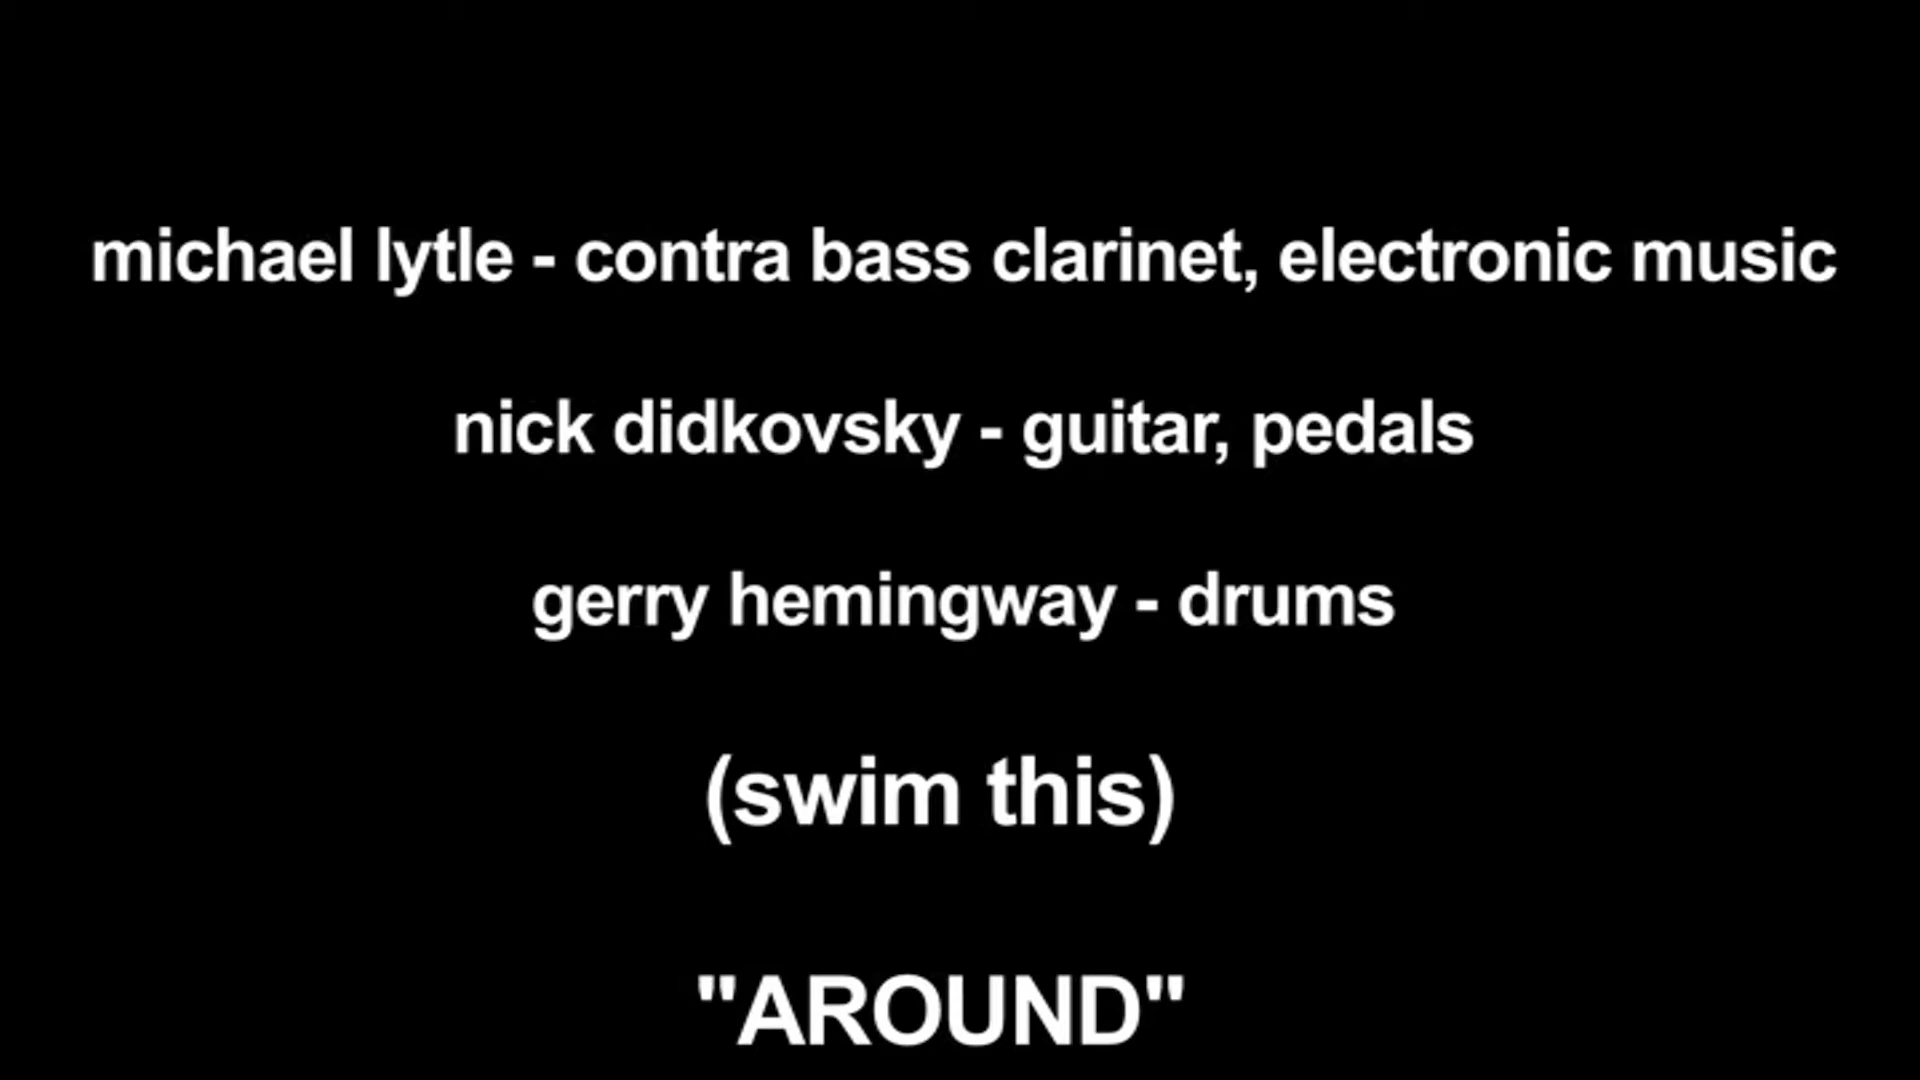 michael lytle - contra bass clarinet, electronic music
nick didkovsky - guitar, pedals
gerry hemingway - drums
(swim this)
"AROUND"